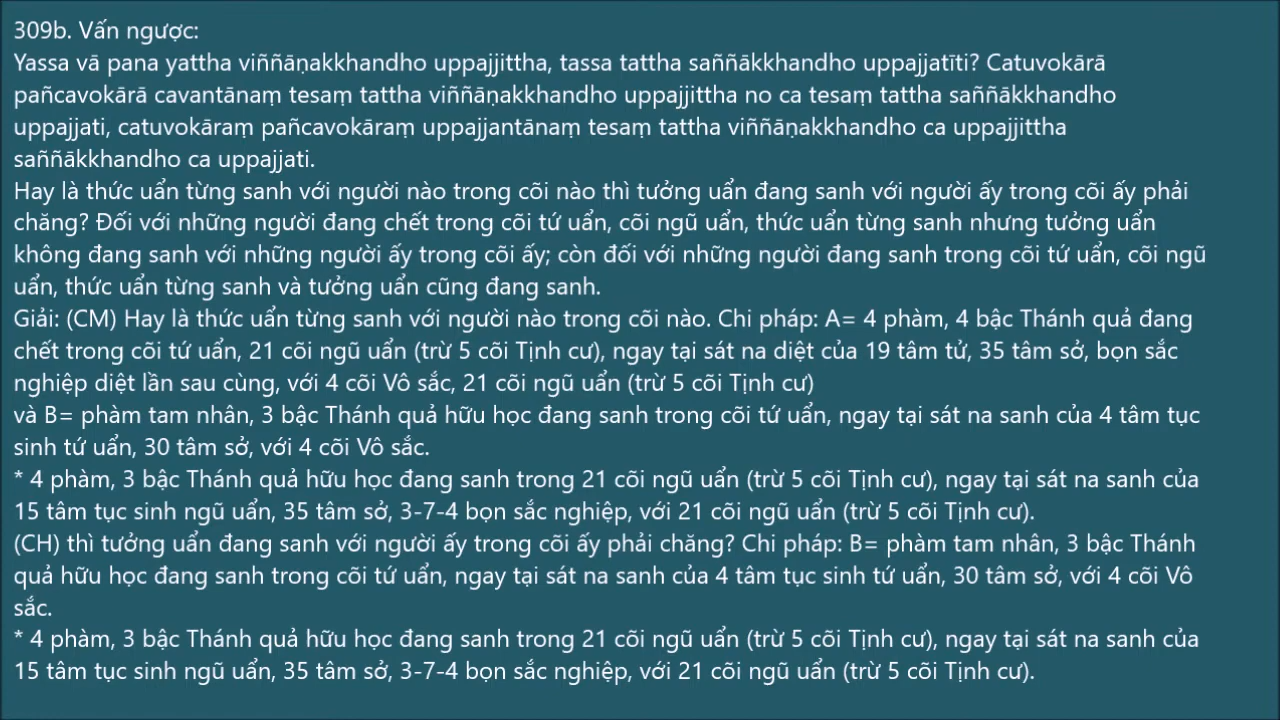 309b. Vấn ngược:
Yassa vā pana yattha viññāṇakkhandho uppajjittha, tassa tattha saññākkhandho uppajjatīti? Catuvokārā
pañcavokārā cavantānaṃ tesaṃ tattha viññāṇakkhandho uppajjittha no ca tesaṃ tattha saññākkhandho
uppajjati, catuvokāraṃ pañcavokāraṃ uppajjantānaṃ tesaṃ tattha viññāṇakkhandho ca uppajjittha
saññākkhandho ca uppajjati.
Hay là thức uẩn từng sanh với người nào trong cõi nào thì tưởng uẩn đang sanh với người ấy trong cõi ấy phải
chăng? Đối với những người đang chết trong cõi tứ uẩn, cõi ngũ uẩn, thức uẩn từng sanh nhưng tưởng uẩn
không đang sanh với những người ấy trong cõi ấy; còn đối với những người đang sanh trong cõi tứ uẩn, cõi ngũ
uẩn, thức uẩn từng sanh và tưởng uẩn cũng đang sanh.
Giải: (CM) Hay là thức uẩn từng sanh với người nào trong cõi nào. Chi pháp: A= 4 phàm, 4 bậc Thánh quả đang
chết trong cõi tứ uẩn, 21 cõi ngũ uẩn (trừ 5 cõi Tịnh cư), ngay tại sát na diệt của 19 tâm tử, 35 tâm sở, bọn sắc
nghiệp diệt lần sau cùng, với 4 cõi Vô sắc, 21 cõi ngũ uẩn (trừ 5 cõi Tịnh cư)
và B= phàm tam nhân, 3 bậc Thánh quả hữu học đang sanh trong cõi tứ uẩn, ngay tại sát na sanh của 4 tâm tục
sinh tứ uẩn, 30 tâm sở, với 4 cõi Vô sắc.
* 4 phàm, 3 bậc Thánh quả hữu học đang sanh trong 21 cõi ngũ uẩn (trừ 5 cõi Tịnh cư), ngay tại sát na sanh của
15 tâm tục sinh ngũ uẩn, 35 tâm sở, 3-7-4 bọn sắc nghiệp, với 21 cõi ngũ uẩn (trừ 5 cõi Tịnh cư).
(CH) thì tưởng uẩn đang sanh với người ấy trong cõi ấy phải chăng? Chi pháp: B= phàm tam nhân, 3 bậc Thánh
quả hữu học đang sanh trong cõi tứ uẩn, ngay tại sát na sanh của 4 tâm tục sinh tứ uẩn, 30 tâm sở, với 4 cõi Vô
sắc.
* 4 phàm, 3 bậc Thánh quả hữu học đang sanh trong 21 cõi ngũ uẩn (trừ 5 cõi Tịnh cư), ngay tại sát na sanh của
15 tâm tục sinh ngũ uẩn, 35 tâm sở, 3-7-4 bọn sắc nghiệp, với 21 cõi ngũ uẩn (trừ 5 cõi Tịnh cư).